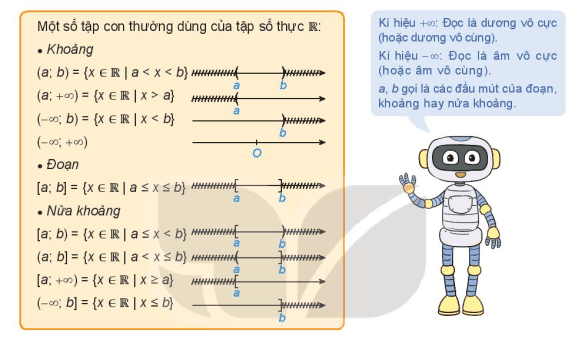 Một số tập con thường dùng của tập số thực ℝ:
• Khoảng
(a; b) = {x ∈ ℝ | a < x < b}
a b
(a; +∞) = {x ∈ ℝ | x > a}
a
(–∞; b) = {x ∈ ℝ | x < b}
b
(–∞; +∞)
O
• Đoạn
[a; b] = {x ∈ ℝ | a ≤ x ≤ b}
a b
• Nửa khoảng
[a; b) = {x ∈ ℝ | a ≤ x < b}
a b
(a; b] = {x ∈ ℝ | a < x ≤ b}
a b
[a; +∞) = {x ∈ ℝ | x ≥ a}
a
(–∞; b] = {x ∈ ℝ | x ≤ b}
b
Kí hiệu +∞: Đọc là dương vô cực
(hoặc dương vô cùng).
Kí hiệu –∞: Đọc là âm vô cực
(hoặc âm vô cùng).
a, b gọi là các đầu mút của đoạn,
khoảng hay nửa khoảng.